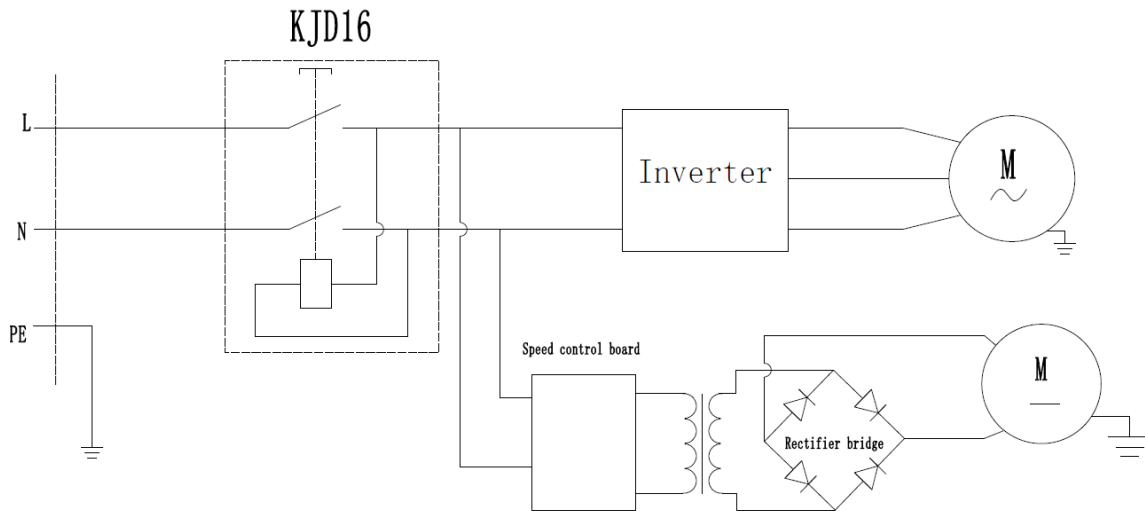 KJD16
L
Inverter
M
N
PE
Speed control board
M
Rectifier bridge